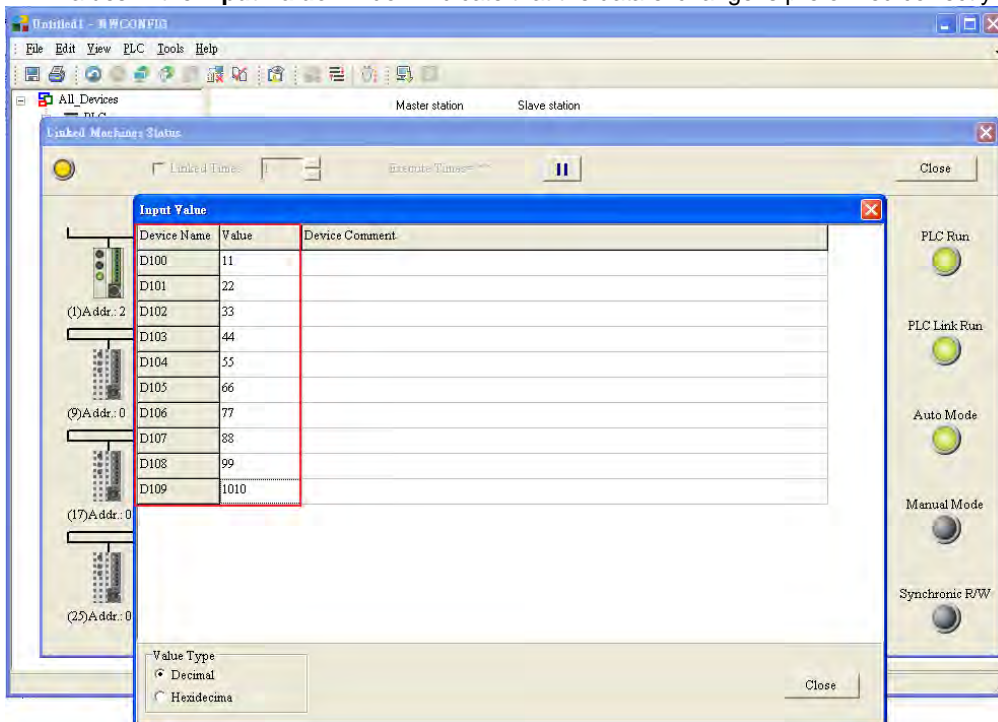 Untitled1 - NWCONFIG
File Edit View PLC Tools Help
All_Devices
PLC
Master station Slave station
Linked Machines Status
Linked Times 1 Execute Times= Close
Input Value
Device Name Value Device Comment
D100 11
D101 22
D102 33
D103 44
D104 55
D105 66
D106 77
D107 88
D108 99
D109 1010
(1)Addr.: 2
(9)Addr.: 0
(17)Addr.: 0
(25)Addr.: 0
PLC Run
PLC Link Run
Auto Mode
Manual Mode
Synchronic R/W
Value Type
Decimal
Hexidecima
Close